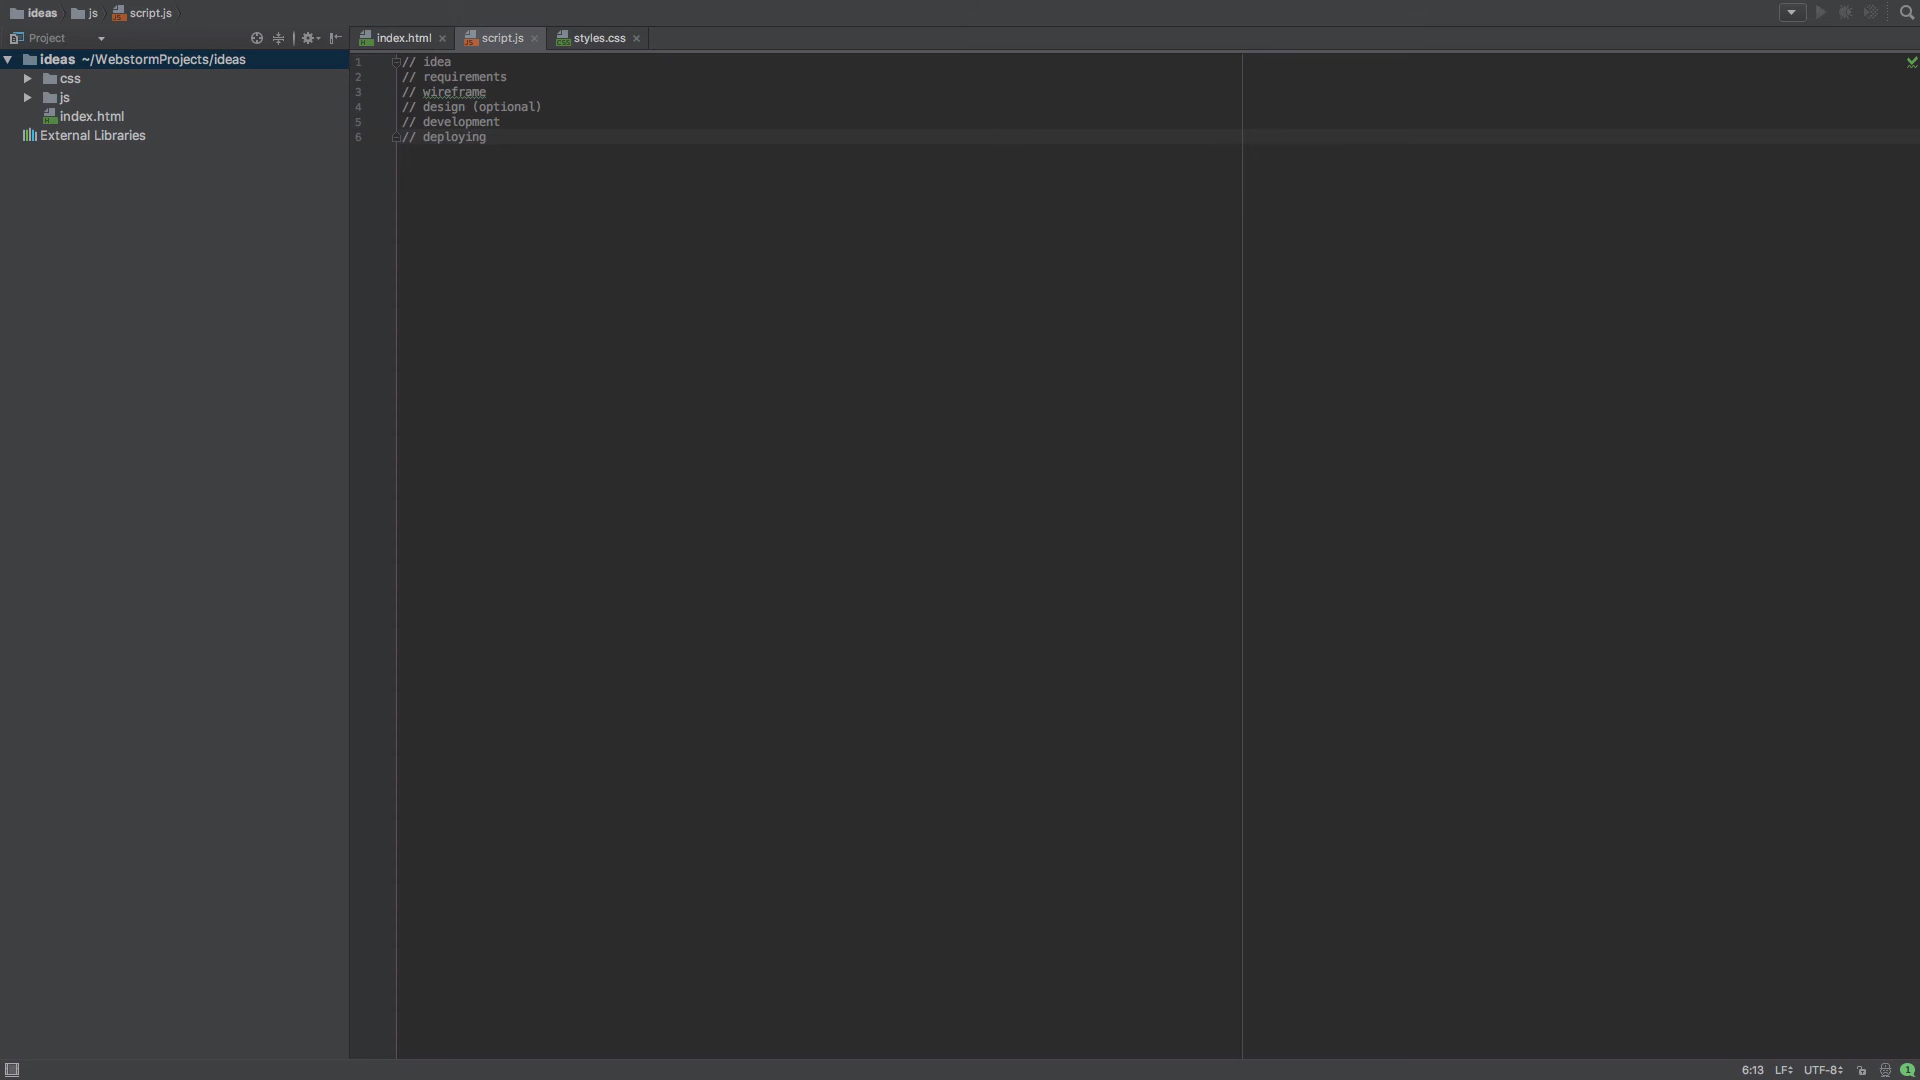 ideas js script.js
Project
index.html script.js styles.css
ideas ~/WebstormProjects/ideas
css
js
index.html
External Libraries
1 // idea
2 // requirements
3 // wireframe
4 // design (optional)
5 // development
6 // deploying
6:13 LF UTF-8 1